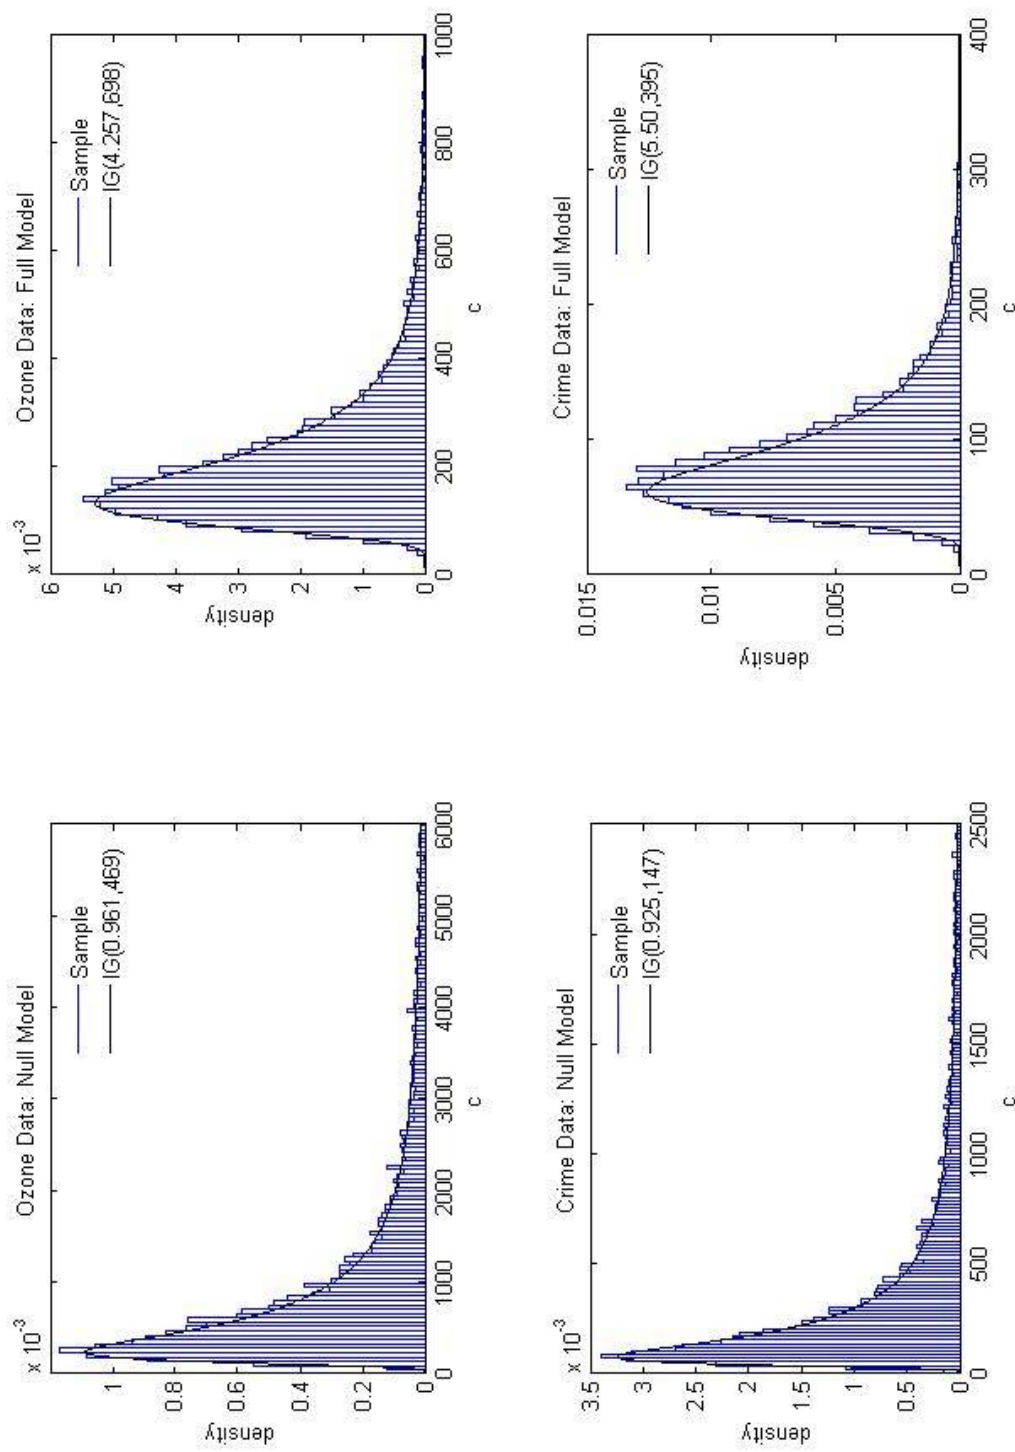 Ozone Data: Null Model
x 10^-3
Sample
IG(0.961,469)
density
1
0.8
0.6
0.4
0.2
0
0
1000
2000
3000
4000
5000
6000
c
Ozone Data: Full Model
x 10^-3
Sample
IG(4.257,698)
density
6
5
4
3
2
1
0
0
200
400
600
800
1000
c
Crime Data: Null Model
x 10^-3
Sample
IG(0.925,147)
density
3.5
3
2.5
2
1.5
1
0.5
0
0
500
1000
1500
2000
2500
c
Crime Data: Full Model
Sample
IG(5.50,395)
density
0.015
0.01
0.005
0
0
100
200
300
400
c